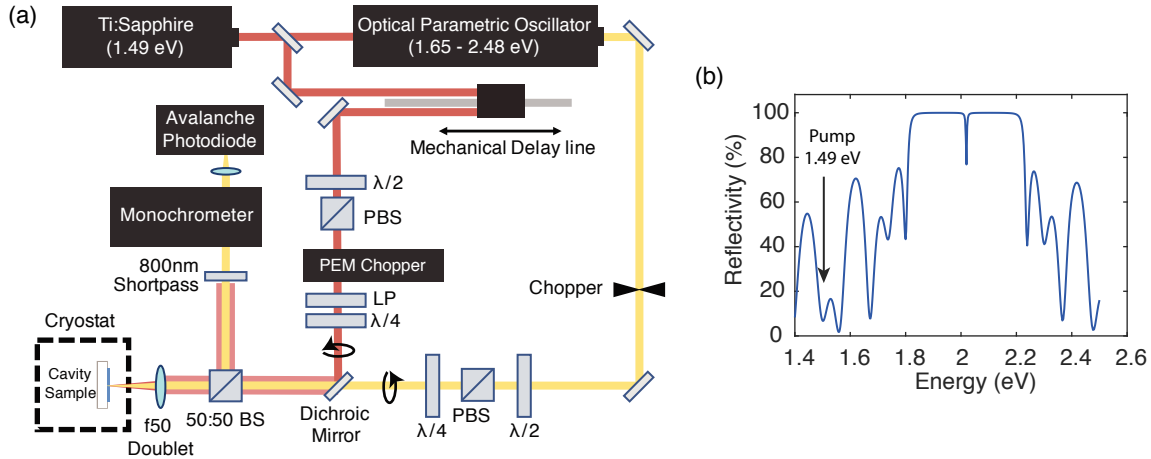 (a)
Ti:Sapphire
(1.49 eV)
Optical Parametric Oscillator
(1.65 - 2.48 eV)
Avalanche
Photodiode
Mechanical Delay line
λ/2
PBS
Monochrometer
PEM Chopper
800nm
Shortpass
LP
λ/4
Chopper
Cryostat
Cavity
Sample
f50
Doublet
50:50 BS
Dichroic
Mirror
λ/4
PBS
λ/2
(b)
Reflectivity (%)
100
80
60
40
20
0
Pump
1.49 eV
1.4
1.6
1.8
2
2.2
2.4
2.6
Energy (eV)